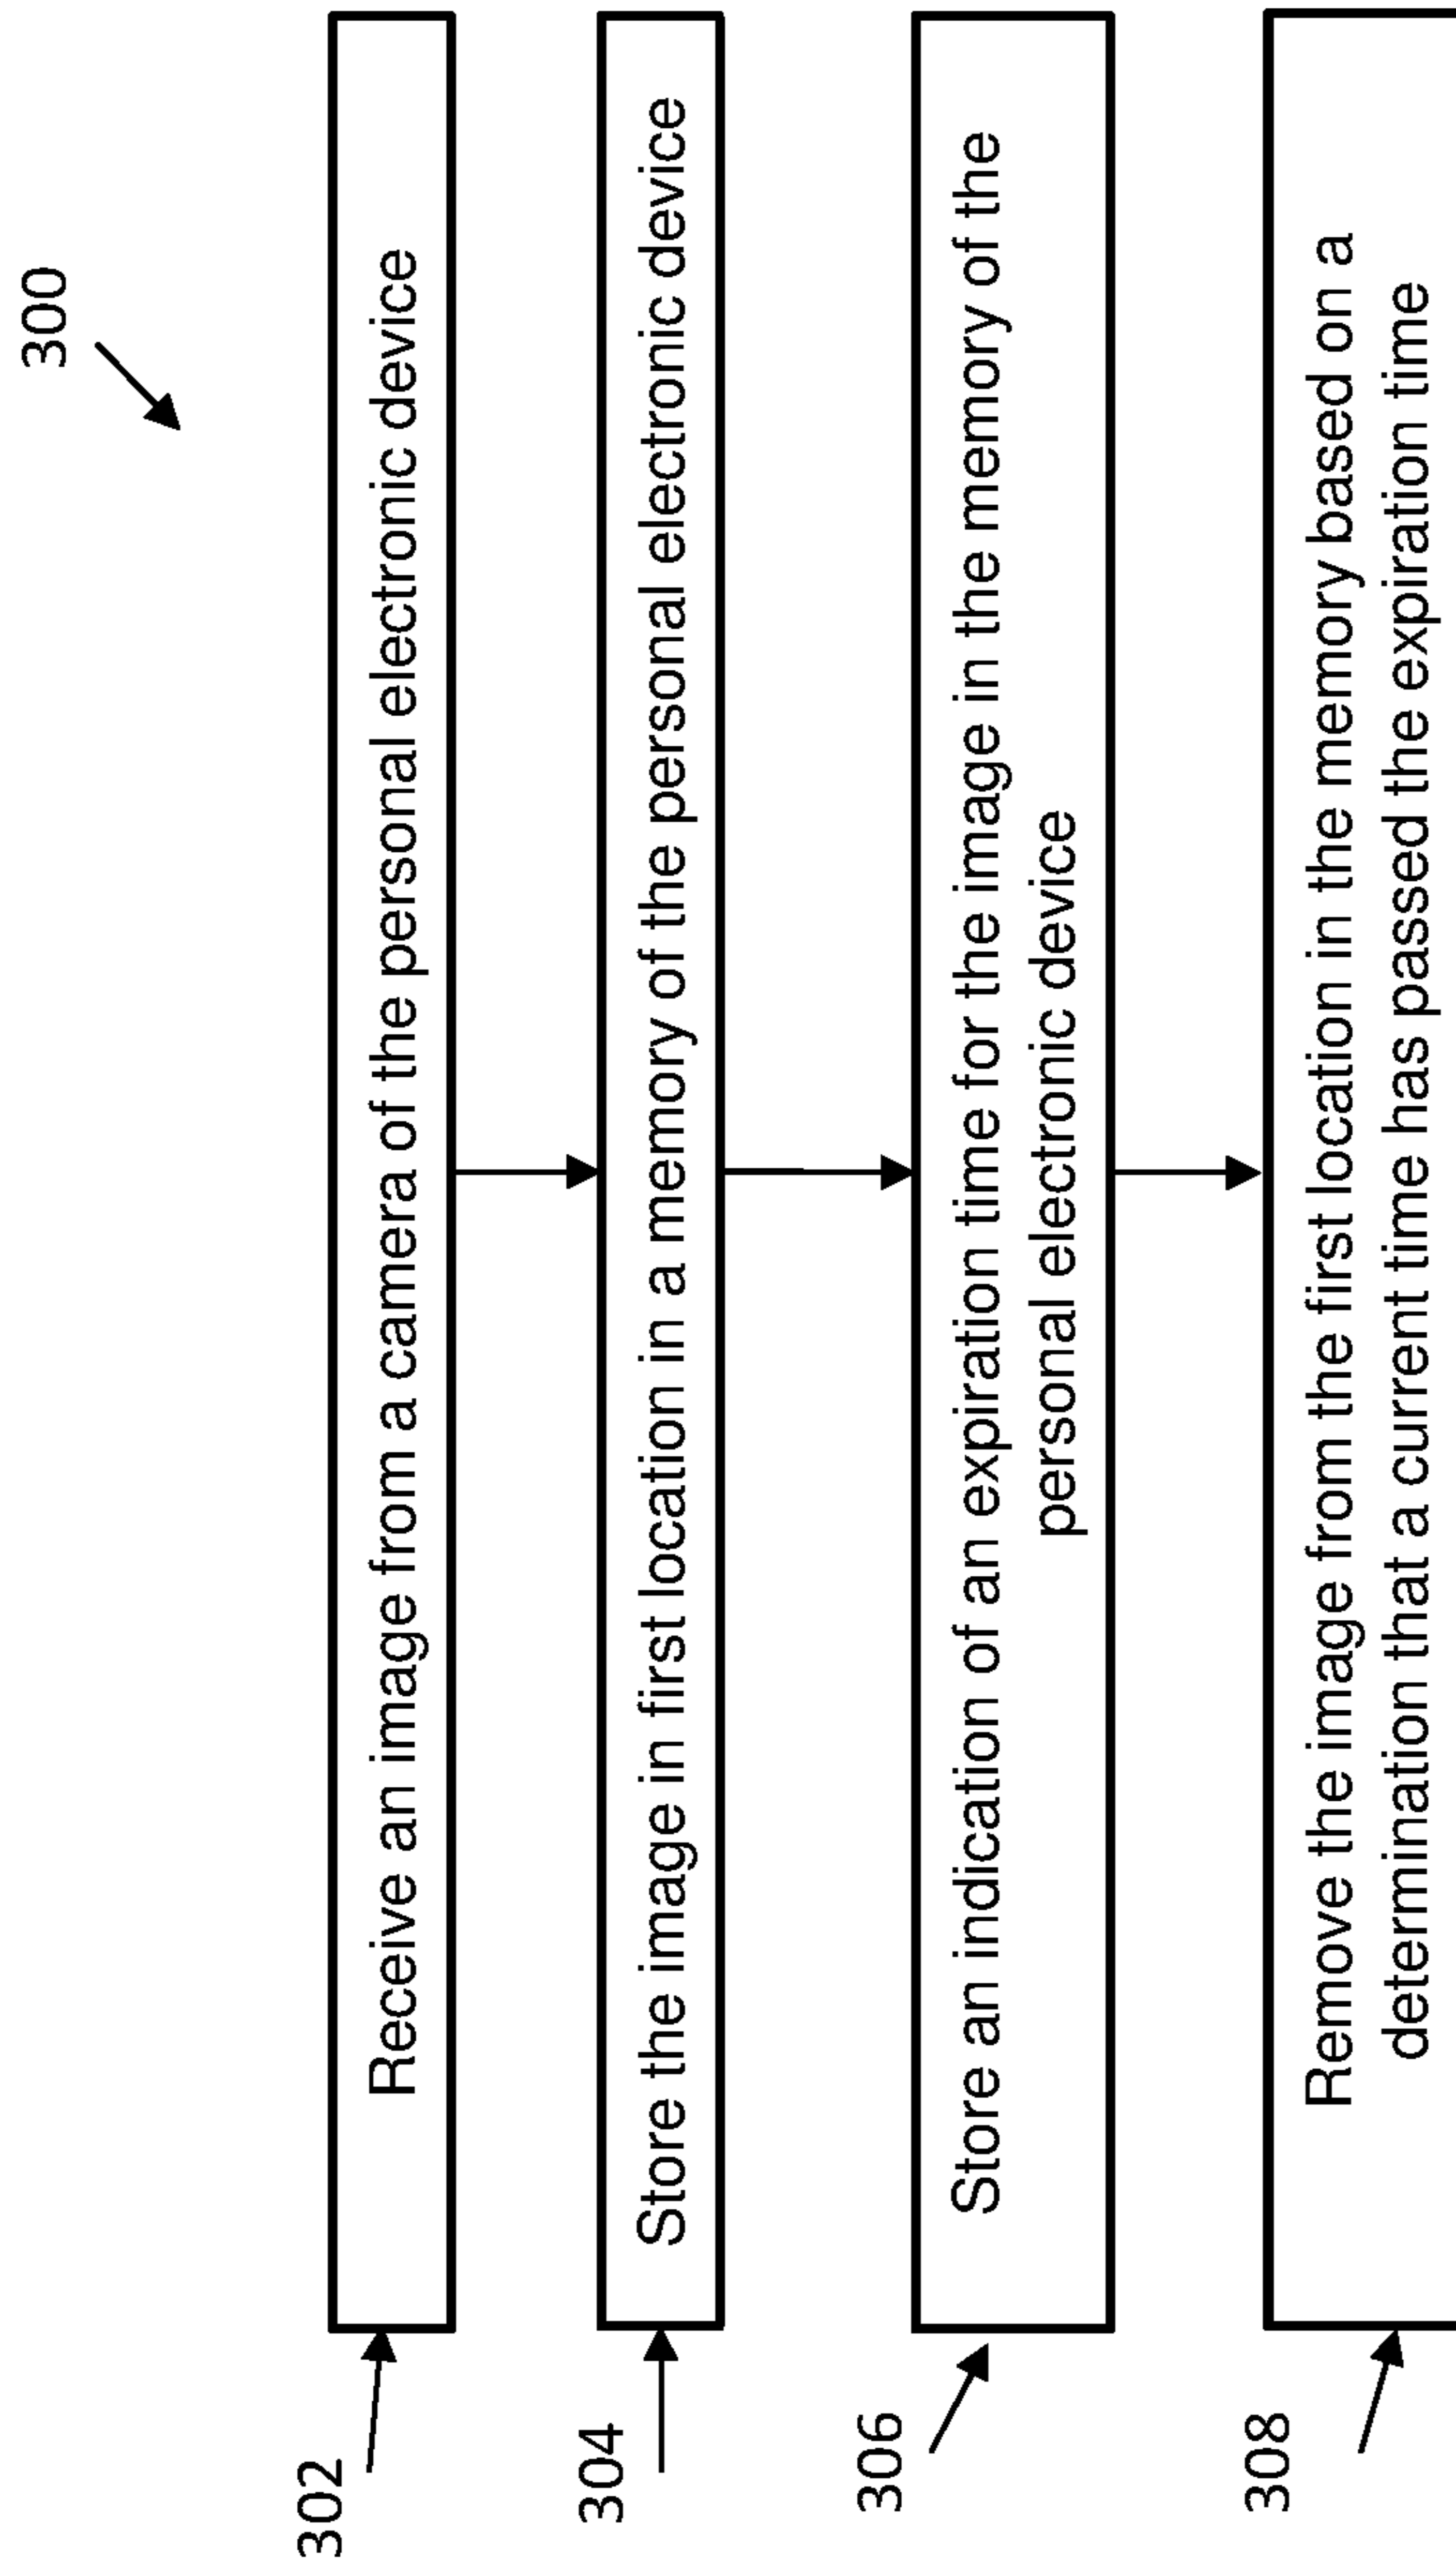 300
302
Receive an image from a camera of the personal electronic device
304
Store the image in first location in a memory of the personal electronic device
306
Store an indication of an expiration time for the image in the memory of the
personal electronic device
308
Remove the image from the first location in the memory based on a
determination that a current time has passed the expiration time